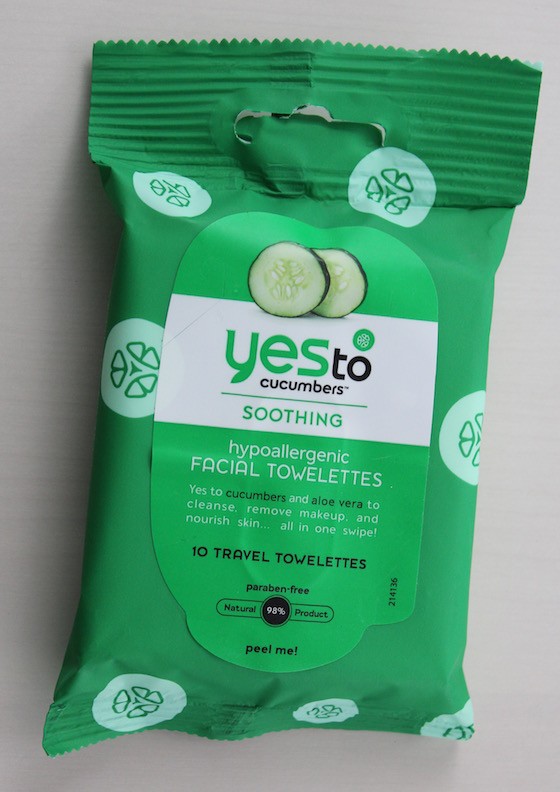 yes to
cucumbers™
SOOTHING
hypoallergenic
FACIAL TOWELETTES
Yes to cucumbers and aloe vera to
cleanse, remove makeup, and
nourish skin... all in one swipe!
10 TRAVEL TOWELETTES
paraben-free
Natural 98% Product
peel me!
214136